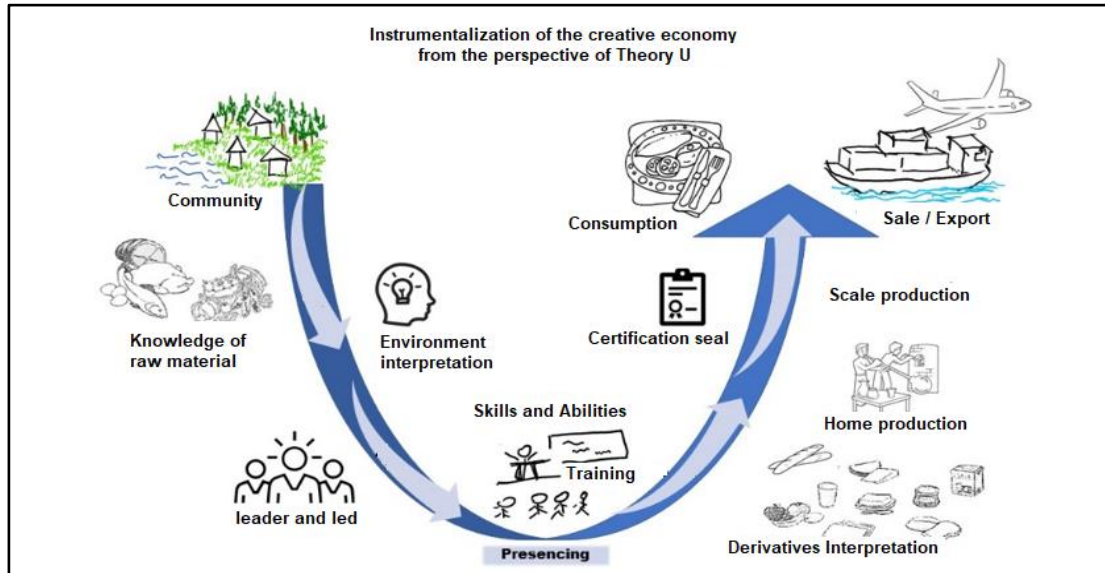 Instrumentalization of the creative economy
from the perspective of Theory U
Community
Knowledge of
raw material
Environment
interpretation
leader and led
Skills and Abilities
Training
Presencing
Consumption
Sale / Export
Certification seal
Scale production
Home production
Derivatives Interpretation